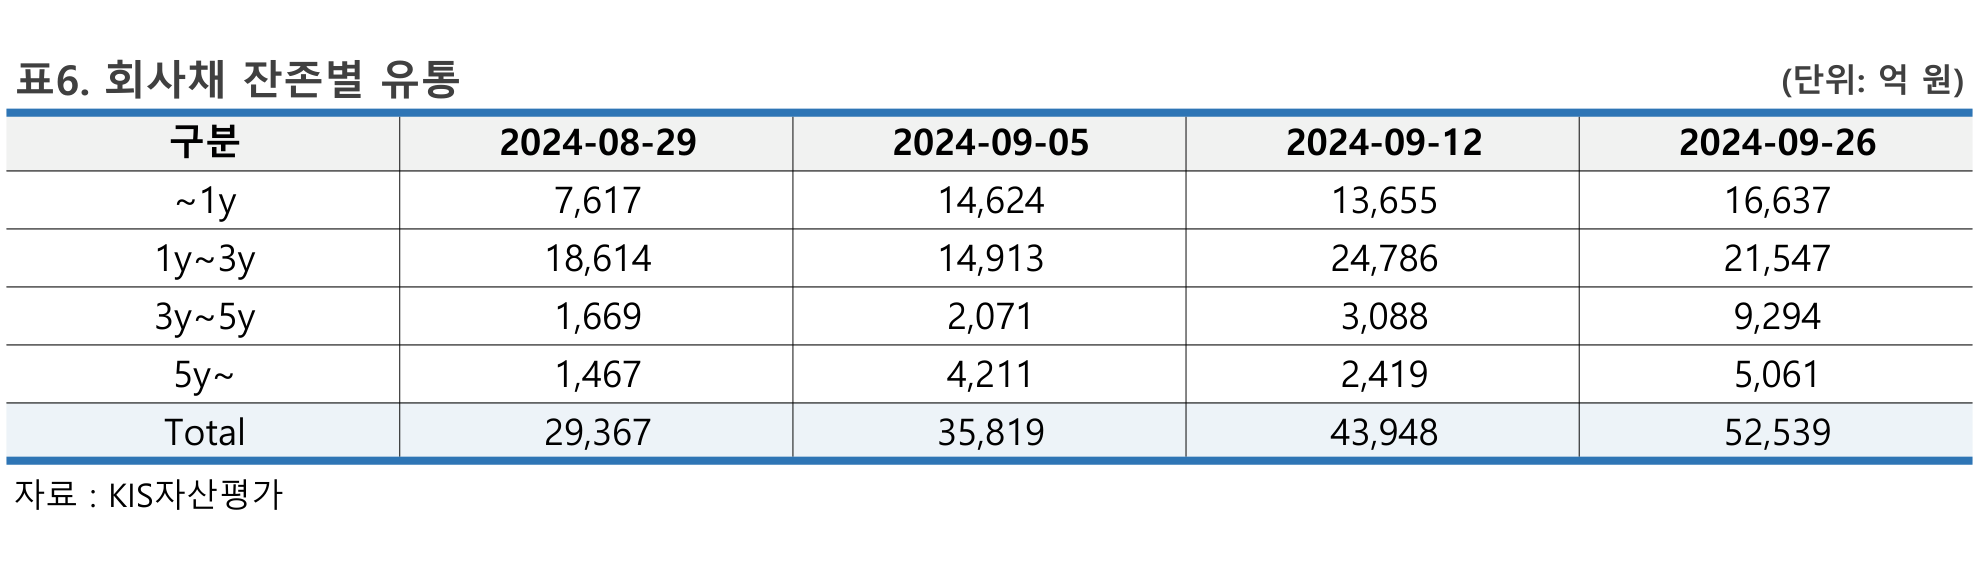 표6. 회사채 잔존별 유통 (단위: 억 원)
구분 2024-08-29 2024-09-05 2024-09-12 2024-09-26
~1y 7,617 14,624 13,655 16,637
1y~3y 18,614 14,913 24,786 21,547
3y~5y 1,669 2,071 3,088 9,294
5y~ 1,467 4,211 2,419 5,061
Total 29,367 35,819 43,948 52,539
자료 : KIS자산평가